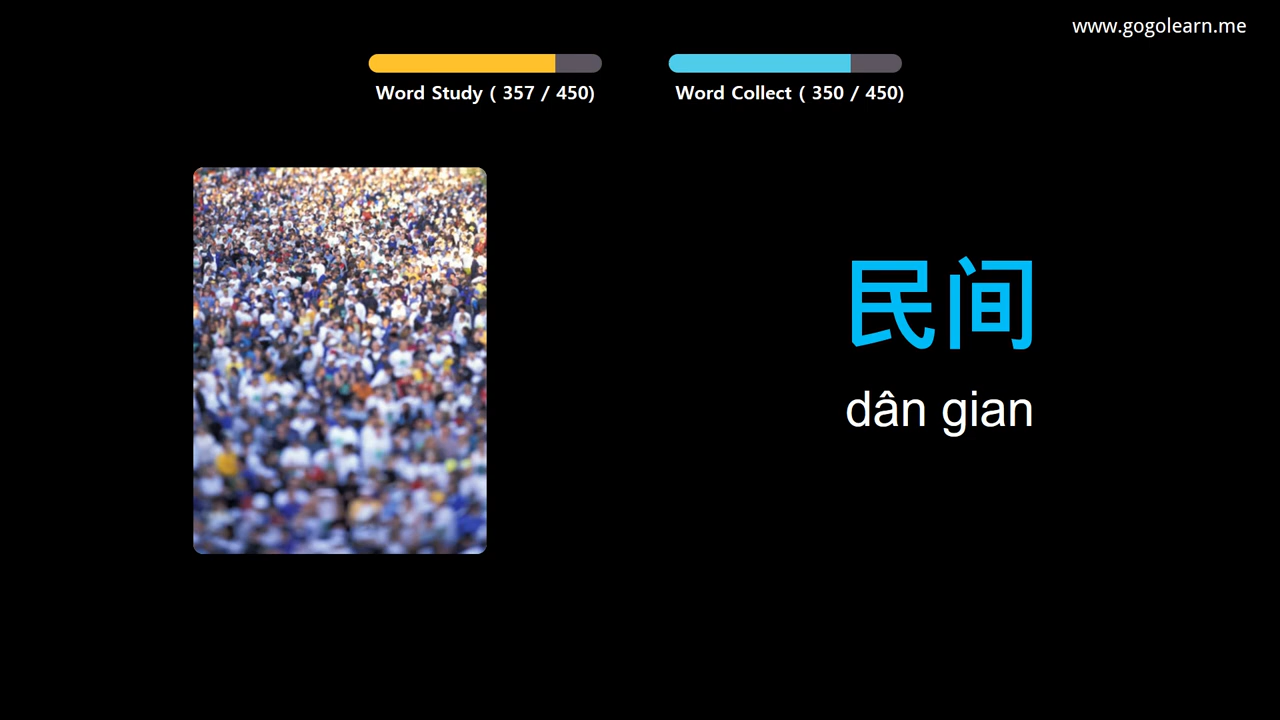 www.gogolearn.me
Word Study ( 357 / 450)
Word Collect ( 350 / 450)
民间
dân gian